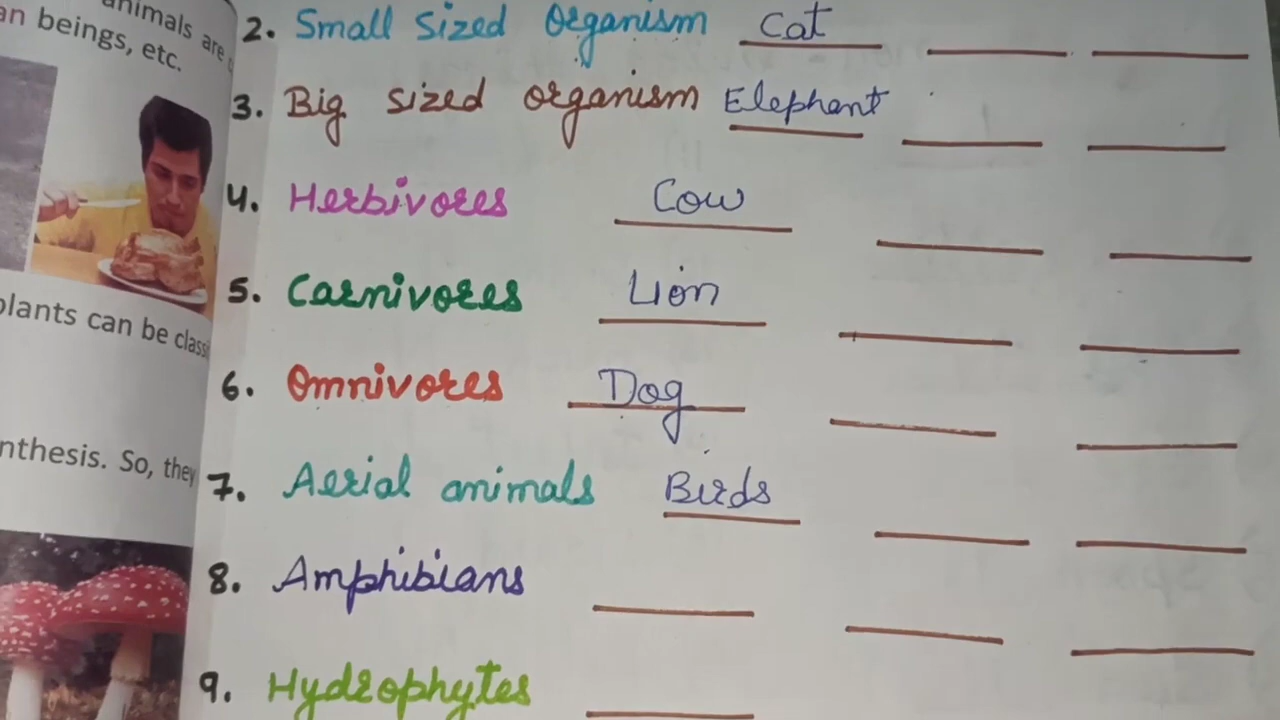 animals are
an beings, etc.
plants can be class
nthesis. So, they
2. Small Sized Organism Cat
3. Big sized organism Elephant
4. Herbivores Cow
5. Carnivores Lion
6. Omnivores Dog
7. Aerial animals Birds
8. Amphibians
9. Hydrophytes